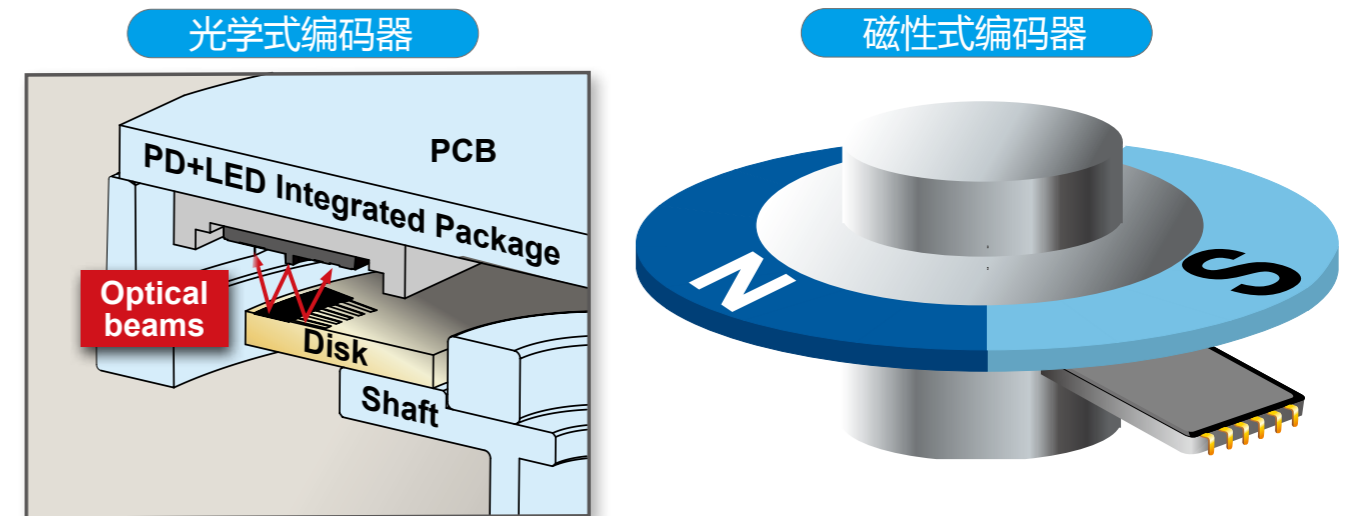 光学式编码器
磁性式编码器
PCB
PD+LED Integrated Package
Optical
beams
Disk
Shaft
N
S